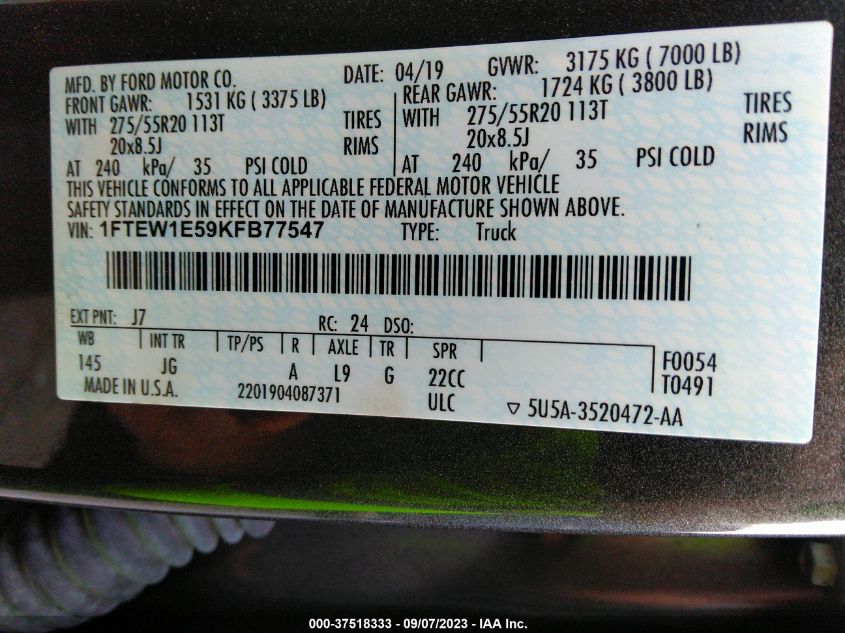 MFD. BY FORD MOTOR CO. DATE: 04/19 GVWR: 3175 KG ( 7000 LB)
FRONT GAWR: 1531 KG ( 3375 LB) REAR GAWR: 1724 KG ( 3800 LB)
WITH 275/55R20 113T TIRES WITH 275/55R20 113T TIRES
20x8.5J RIMS 20x8.5J RIMS
AT 240 kPa/ 35 PSI COLD AT 240 kPa/ 35 PSI COLD
THIS VEHICLE CONFORMS TO ALL APPLICABLE FEDERAL MOTOR VEHICLE
SAFETY STANDARDS IN EFFECT ON THE DATE OF MANUFACTURE SHOWN ABOVE.
VIN: 1FTEW1E59KFB77547 TYPE: Truck
EXT PNT: J7 RC: 24 DSO:
WB INT TR TP/PS R AXLE TR SPR F0054
145 JG A L9 G 22CC T0491
MADE IN U.S.A. 2201904087371 ULC ▽ 5U5A-3520472-AA
000-37518333 - 09/07/2023 - IAA Inc.